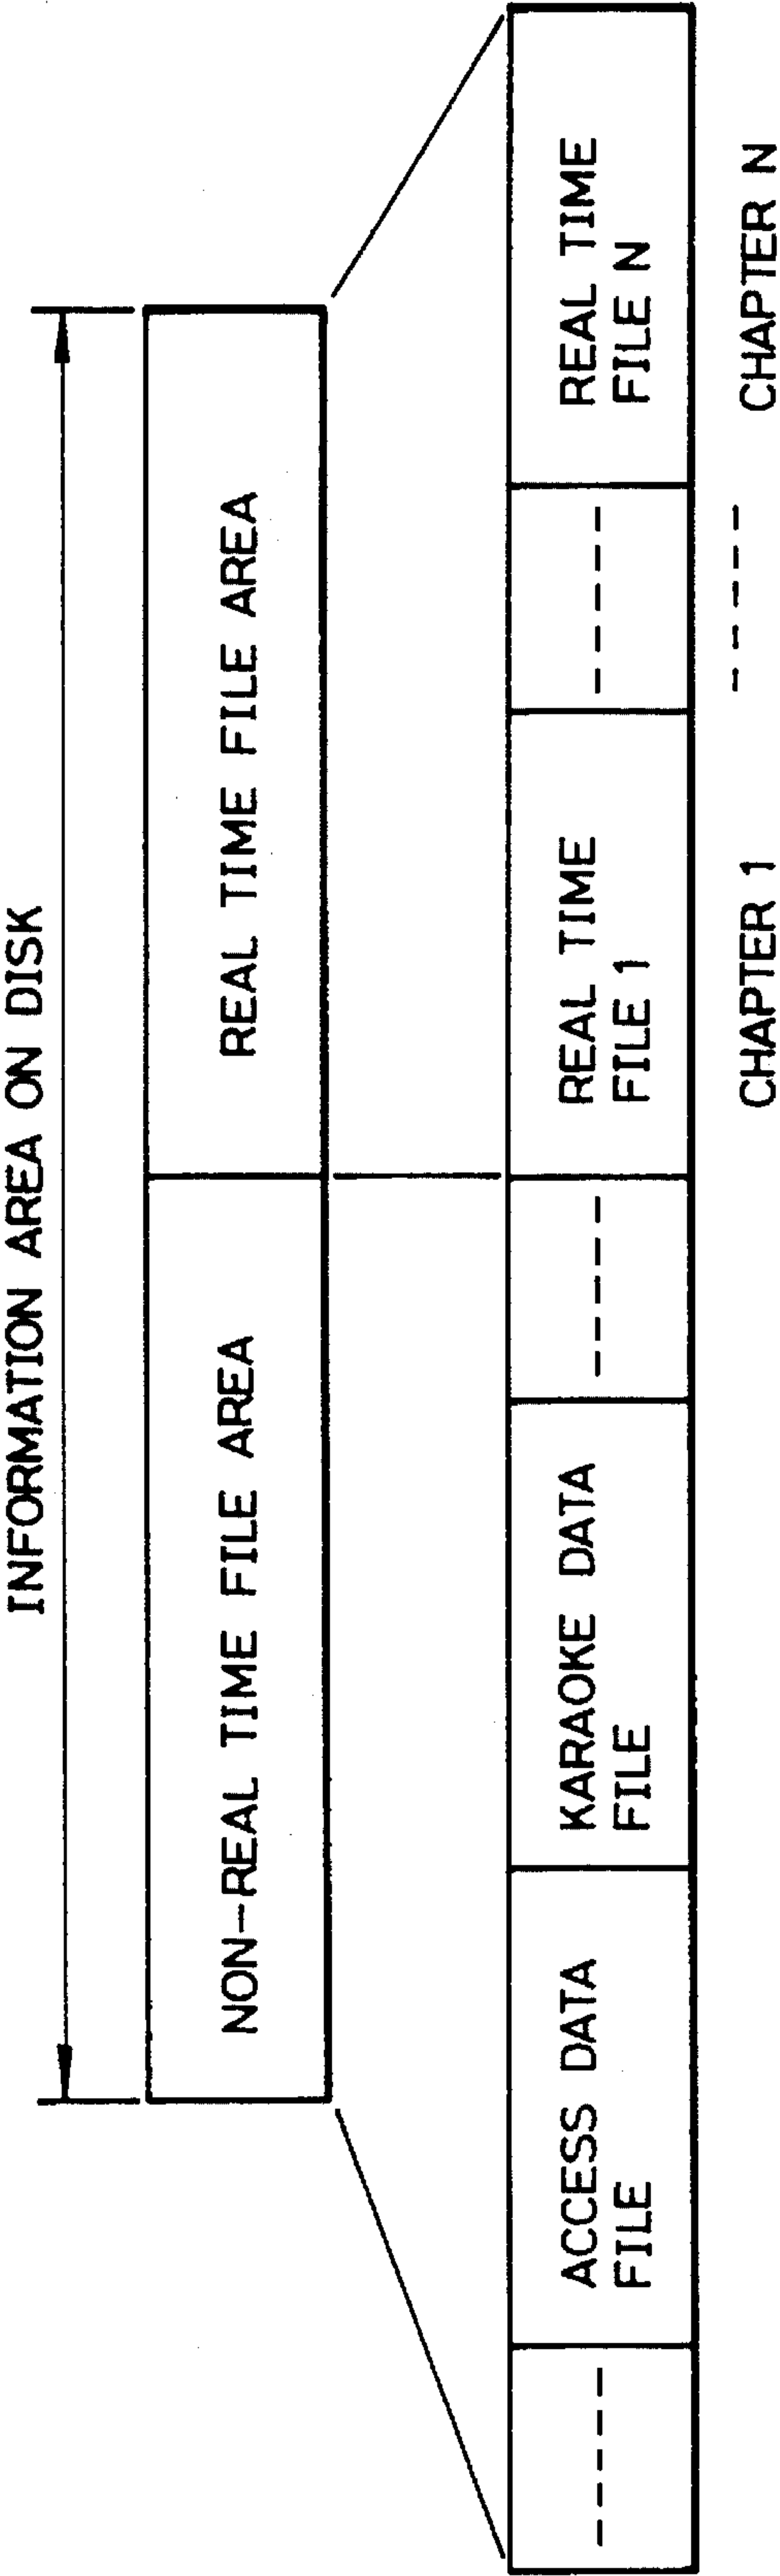 INFORMATION AREA ON DISK
NON-REAL TIME FILE AREA
REAL TIME FILE AREA
-----
ACCESS DATA
FILE
KARAOKE DATA
FILE
-----
REAL TIME
FILE 1
-----
REAL TIME
FILE N
CHAPTER 1
-----
CHAPTER N